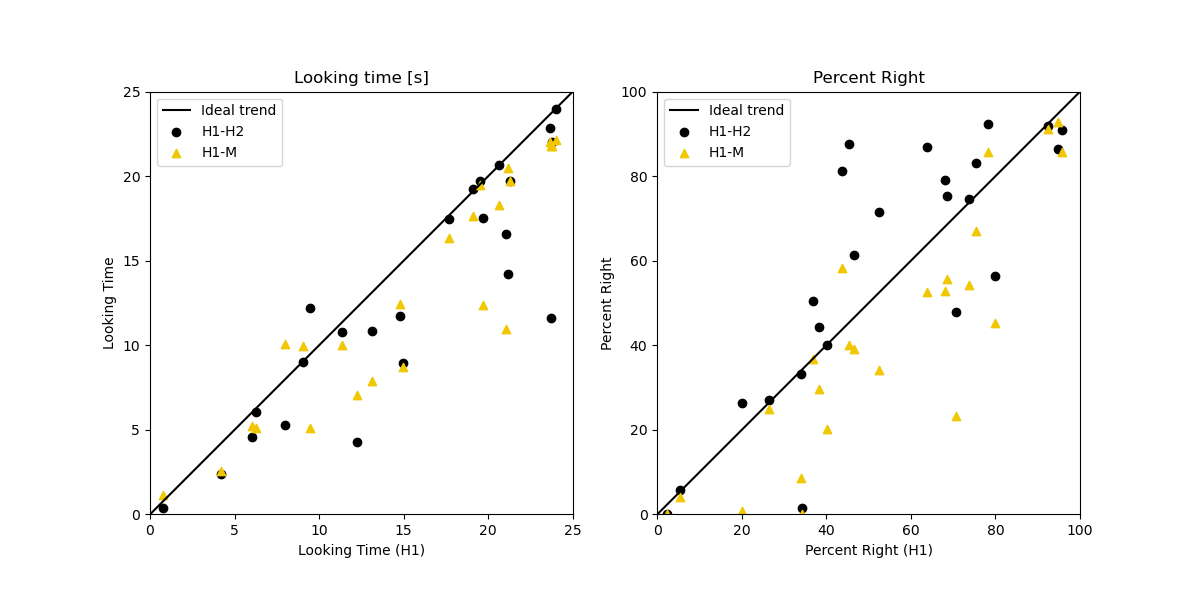 Looking time [s]
Ideal trend
H1-H2
H1-M
Looking Time
25
20
15
10
5
0
0 5 10 15 20 25
Looking Time (H1)
Percent Right
Ideal trend
H1-H2
H1-M
Percent Right
100
80
60
40
20
0
0 20 40 60 80 100
Percent Right (H1)